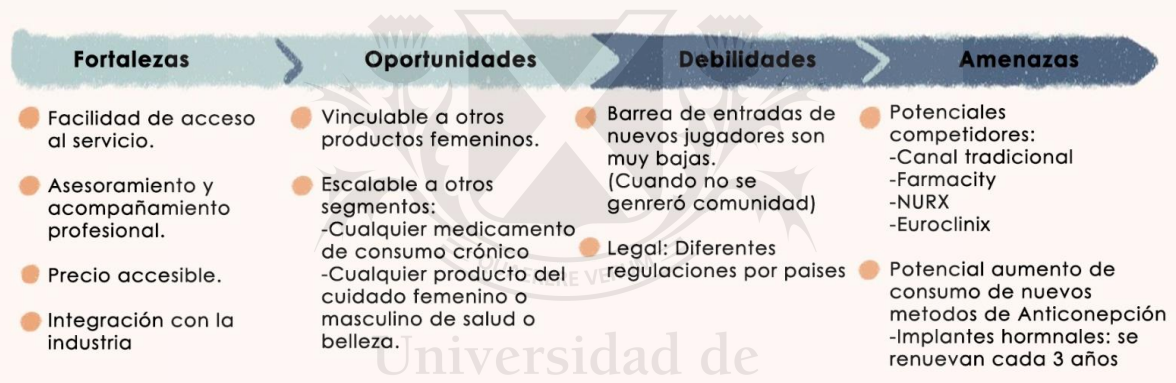 Fortalezas
Facilidad de acceso
al servicio.
Asesoramiento y
acompañamiento
profesional.
Precio accesible.
Integración con la
industria
Oportunidades
Vinculable a otros
productos femeninos.
Escalable a otros
segmentos:
-Cualquier medicamento
de consumo crónico
-Cualquier producto del
cuidado femenino o
masculino de salud o
belleza.
Debilidades
Barrea de entradas de
nuevos jugadores son
muy bajas.
(Cuando no se
genreró comunidad)
Legal: Diferentes
regulaciones por paises
Amenazas
Potenciales
competidores:
-Canal tradicional
-Farmacity
-NURX
-Euroclinix
Potencial aumento de
consumo de nuevos
metodos de Anticonepción
-Implantes hormnales: se
renuevan cada 3 años
Universidad de